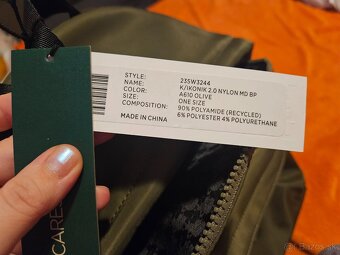 STYLE: 235W3244
NAME: K/IKONIK 2.0 NYLON MD BP
COLOR: A610 OLIVE
SIZE: ONE SIZE
COMPOSITION: 90% POLYAMIDE (RECYCLED)
MADE IN CHINA 6% POLYESTER 4% POLYURETHANE
CARE